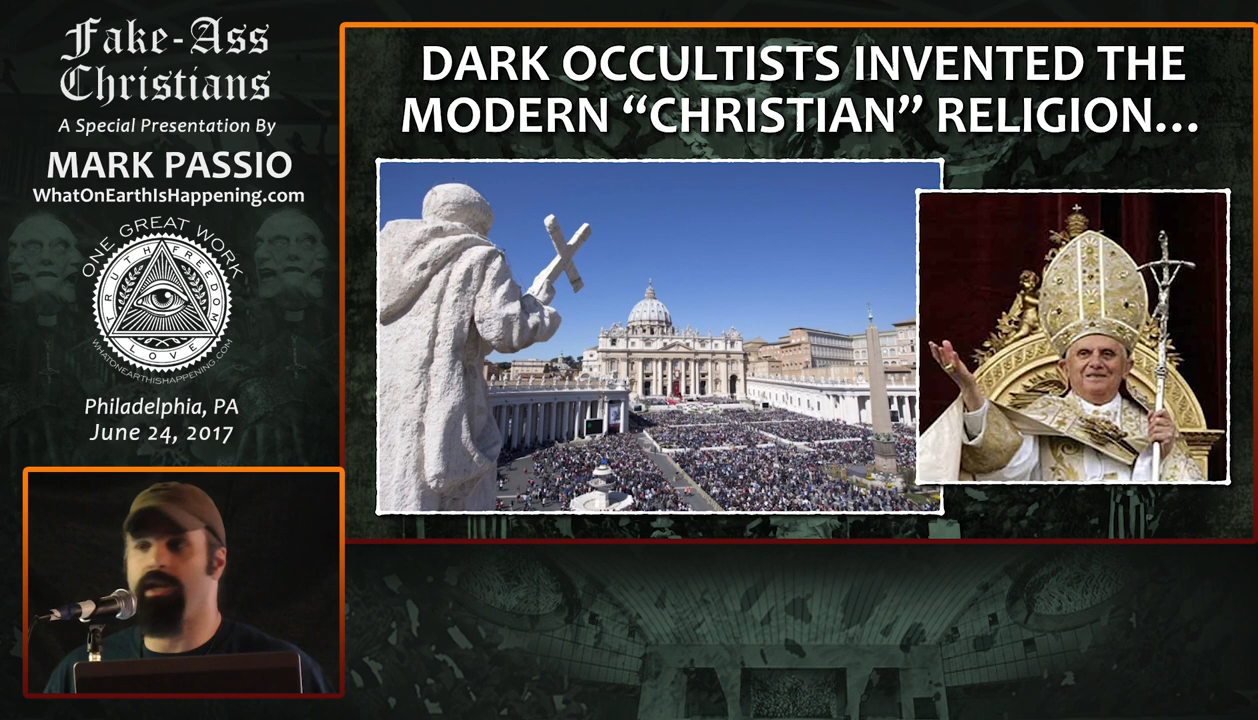 Fake-Ass
Christians
A Special Presentation By
MARK PASSIO
WhatOnEarthIsHappening.com
ONE GREAT WORK
TRUTH
FREEDOM
LOVE
WHATONEARTHISHAPPENING.COM
Philadelphia, PA
June 24, 2017
DARK OCCULTISTS INVENTED THE
MODERN “CHRISTIAN” RELIGION...